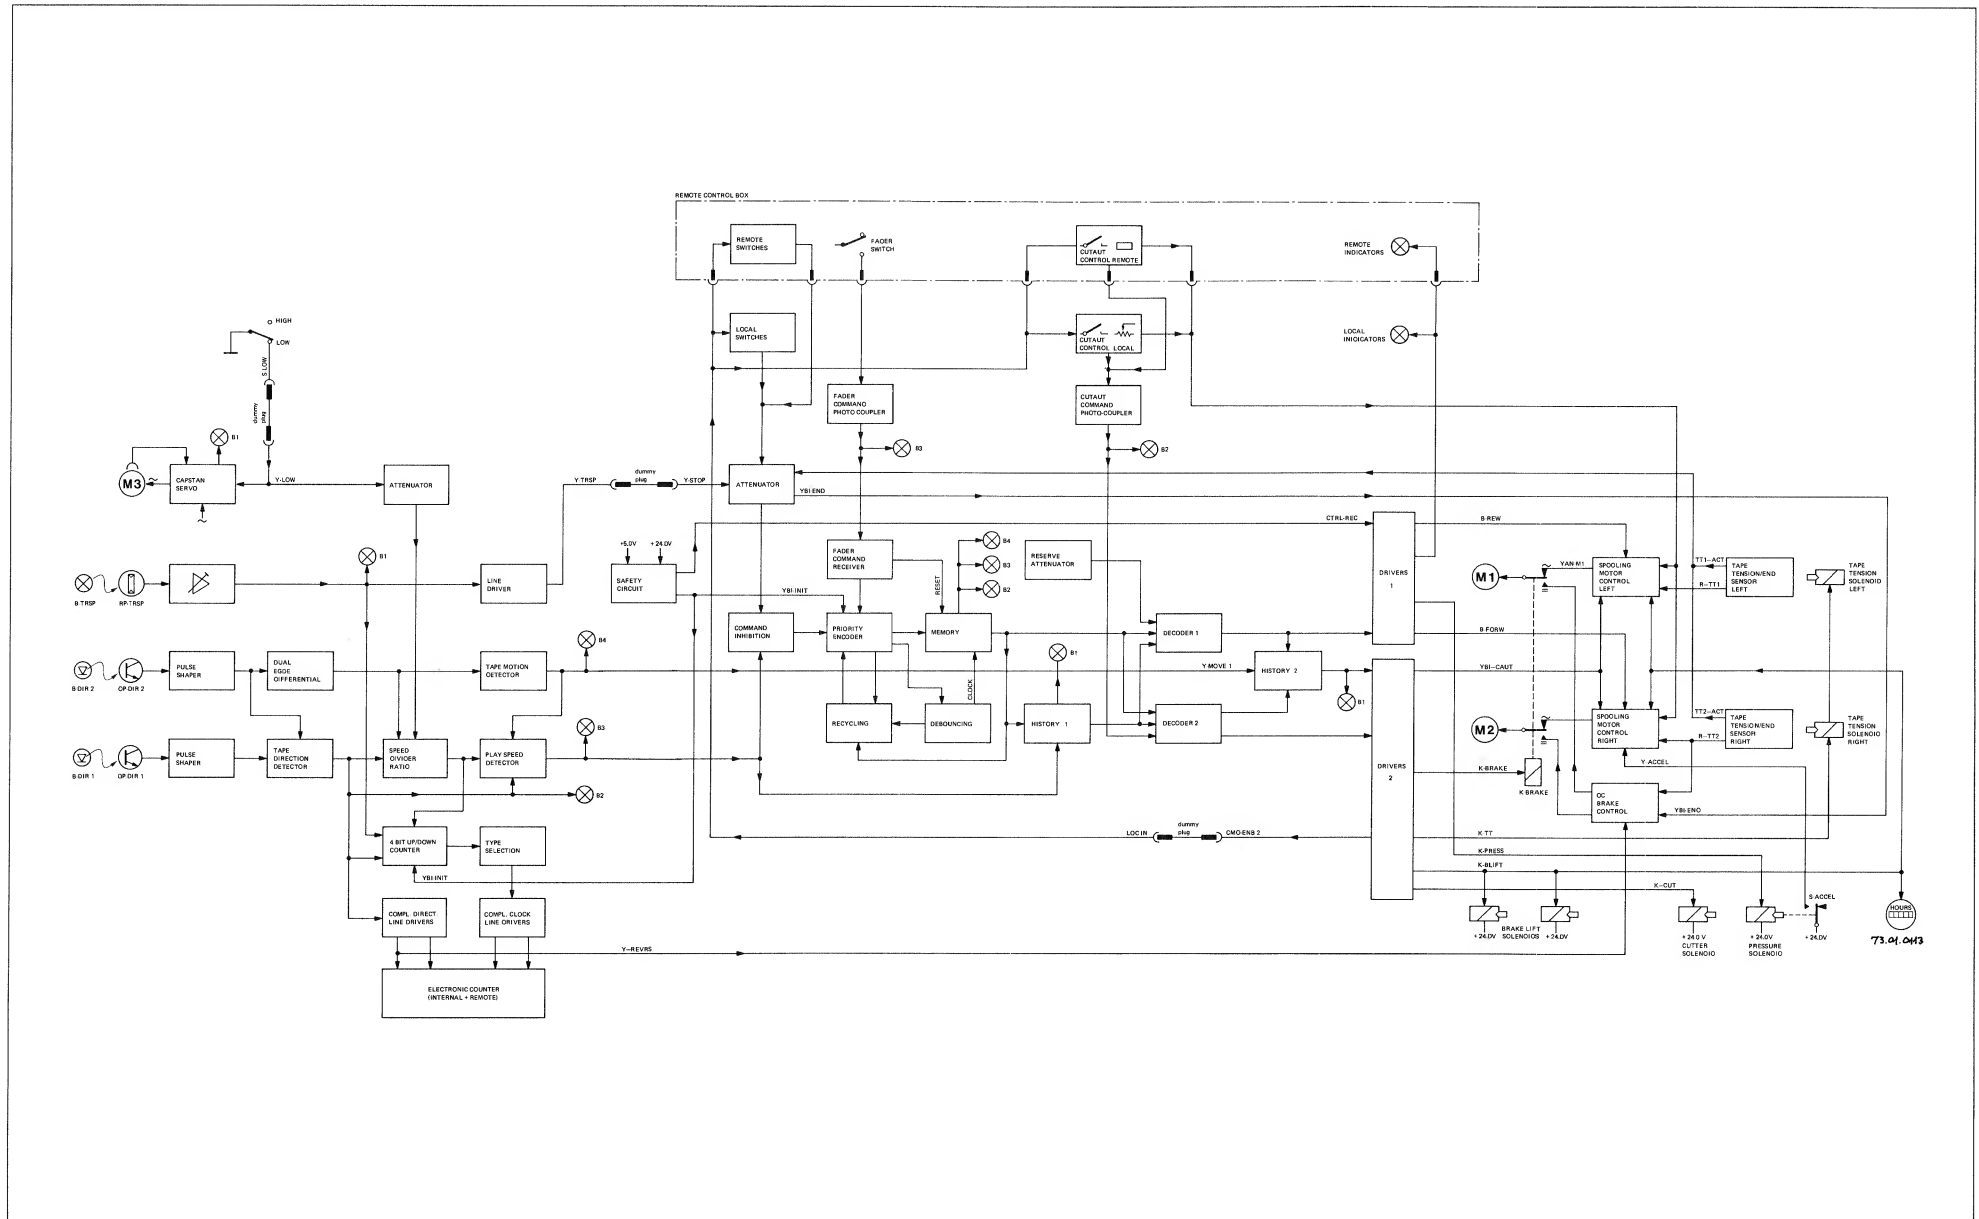 REMOTE CONTROL BOX
REMOTE
SWITCHES
FADER
SWITCH
CUTAUT
CONTROL REMOTE
REMOTE
INDICATORS
HIGH
LOW
S.LOW
dummy
plug
LOCAL
SWITCHES
CUTAUT
CONTROL LOCAL
LOCAL
INIOICATORS
FADER
COMMAND
PHOTO COUPLER
CUTAUT
COMMAND
PHOTO-COUPLER
B1
B3
B2
M3
~
CAPSTAN
SERVO
~
Y-LOW
ATTENUATOR
Y-TRSP
dummy
plug
Y-STOP
ATTENUATOR
YBI-END
CTRL-REC
B-REW
+5.0V
+24.0V
B1
B-TRSP
RP-TRSP
LINE
DRIVER
SAFETY
CIRCUIT
YBI-INIT
FADER
COMMAND
RECEIVER
RESET
B4
B3
B2
RESERVE
ATTENUATOR
DRIVERS
1
M1
~
=
YAN-M1
SPOOLING
MOTOR
CONTROL
LEFT
TT1-ACT
R-TT1
TAPE
TENSION/END
SENSOR
LEFT
TAPE
TENSION
SOLENOID
LEFT
COMMAND
INHIBITION
PRIORITY
ENCODER
MEMORY
DECODER 1
B-FORW
B-DIR 2
OP-DIR 2
PULSE
SHAPER
DUAL
EGDE
DIFFERENTIAL
TAPE MOTION
DETECTOR
B4
B1
Y-MOVE 1
HISTORY 2
B1
YBI-CAUT
CLOCK
RECYCLING
DEBOUNCING
HISTORY 1
DECODER 2
M2
~
=
SPOOLING
MOTOR
CONTROL
RIGHT
TT2-ACT
R-TT2
TAPE
TENSION/END
SENSOR
RIGHT
TAPE
TENSION
SOLENOID
RIGHT
B-DIR 1
OP-DIR 1
PULSE
SHAPER
TAPE
DIRECTION
DETECTOR
SPEED
DIVIDER
RATIO
PLAY SPEED
DETECTOR
B3
B2
DRIVERS
2
K-BRAKE
K-BRAKE
Y-ACCEL
OC
BRAKE
CONTROL
YBI-ENO
4 BIT UP/DOWN
COUNTER
TYPE
SELECTION
YBI-INIT
LOC IN
dummy
plug
CMO-ENB 2
K-TT
K-PRESS
K-BLIFT
K-CUT
COMPL. DIRECT.
LINE DRIVERS
COMPL. CLOCK
LINE DRIVERS
Y-REVRS
+24.0V
BRAKE LIFT
SOLENOIOS
+24.0V
+24.0 V
CUTTER
SOLENOIO
+24.0V
PRESSURE
SOLENOID
S-ACCEL
+24.0V
HOURS
73.01.0113
ELECTRONIC COUNTER
(INTERNAL + REMOTE)